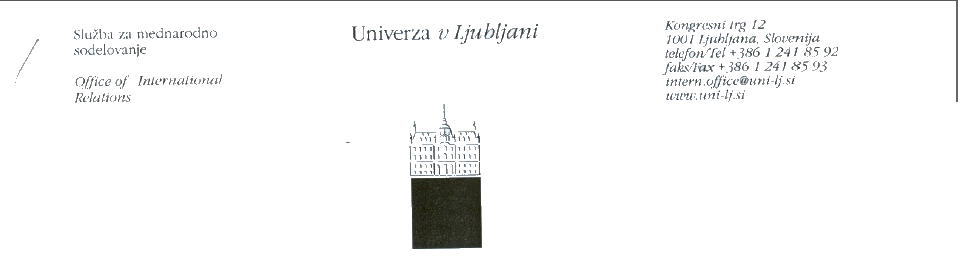 Služba za mednarodno
sodelovanje
Office of International
Relations
Univerza v Ljubljani
Kongresni trg 12
1001 Ljubljana, Slovenija
telefon/Tel +386 1 241 85 92
faks/Fax +386 1 241 85 93
intern.office@uni-lj.si
www.uni-lj.si